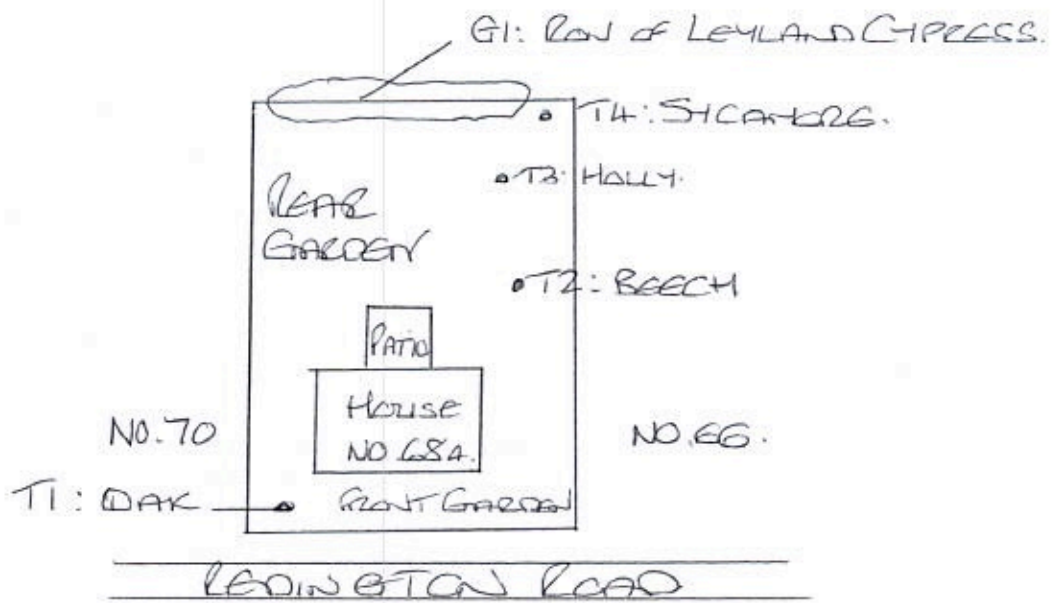 G1: ROW OF LEYLAND CYPRESS.
T4: SYCAMORE.
T3: HOLLY.
REAR
GARDEN
T2: BEECH
PATIO
HOUSE
NO 68A.
NO.70
NO.66.
T1: OAK
FRONT GARDEN
REDINGTON ROAD